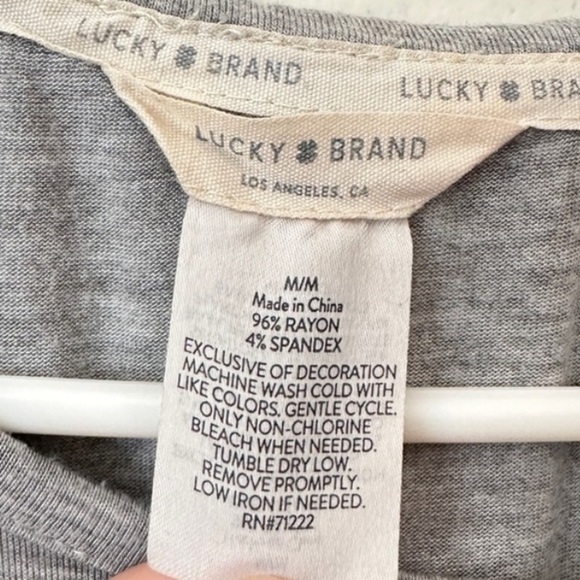 LUCKY BRAND
LUCKY BRA
LUCKY BRAND
LOS ANGELES, CA
M/M
Made in China
96% RAYON
4% SPANDEX
EXCLUSIVE OF DECORATION
MACHINE WASH COLD WITH
LIKE COLORS. GENTLE CYCLE.
ONLY NON-CHLORINE
BLEACH WHEN NEEDED.
TUMBLE DRY LOW.
REMOVE PROMPTLY.
LOW IRON IF NEEDED.
RN#71222